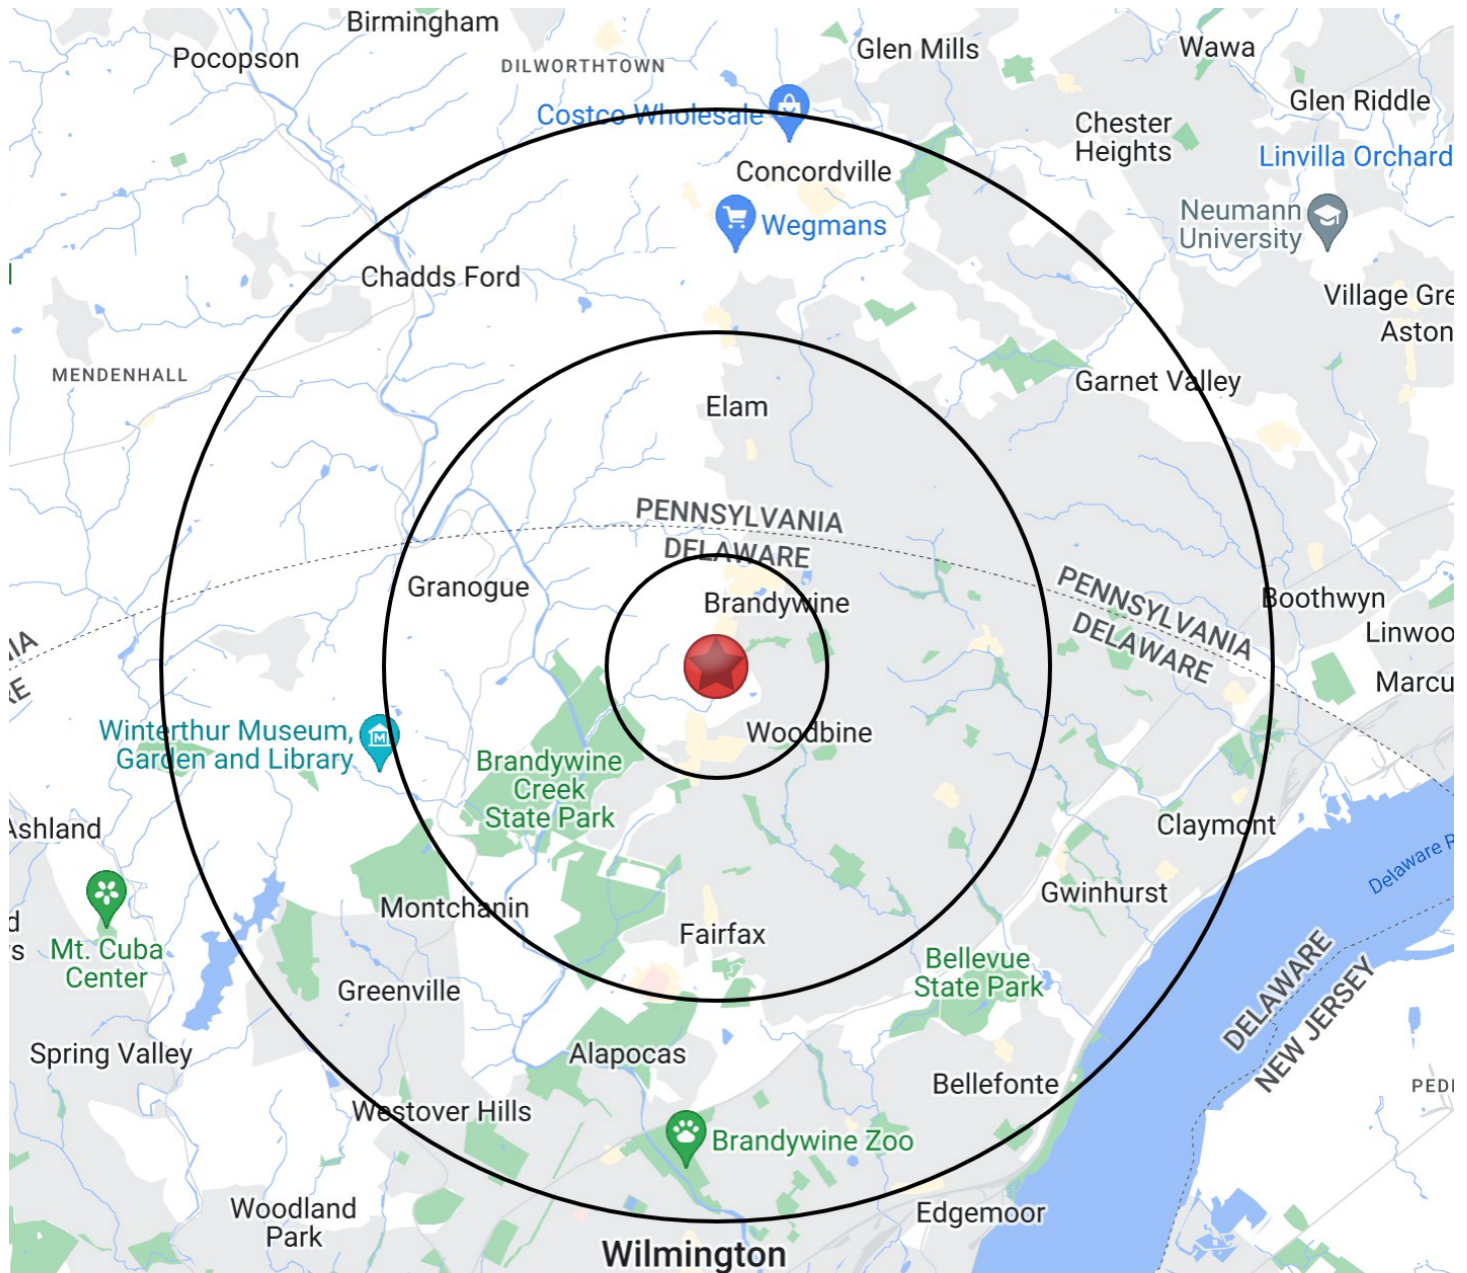 Birmingham
Pocopson
DILWORTHTOWN
Glen Mills
Wawa
Glen Riddle
Costco Wholesale
Chester
Heights
Linvilla Orchard
Concordville
Neumann
University
Wegmans
Chadds Ford
Village Gre
Aston
MENDENHALL
Garnet Valley
Elam
PENNSYLVANIA
DELAWARE
PENNSYLVANIA
DELAWARE
Granogue
Brandywine
Boothwyn
Linwoo
IA
RE
Marcu
Winterthur Museum,
Garden and Library
Woodbine
Brandywine
Creek
State Park
Ashland
Claymont
Delaware R
Gwinhurst
Montchanin
d
s
Mt. Cuba
Center
Fairfax
Bellevue
State Park
DELAWARE
NEW JERSEY
Greenville
Spring Valley
Alapocas
Bellefonte
PEDI
Westover Hills
Brandywine Zoo
Woodland
Park
Edgemoor
Wilmington